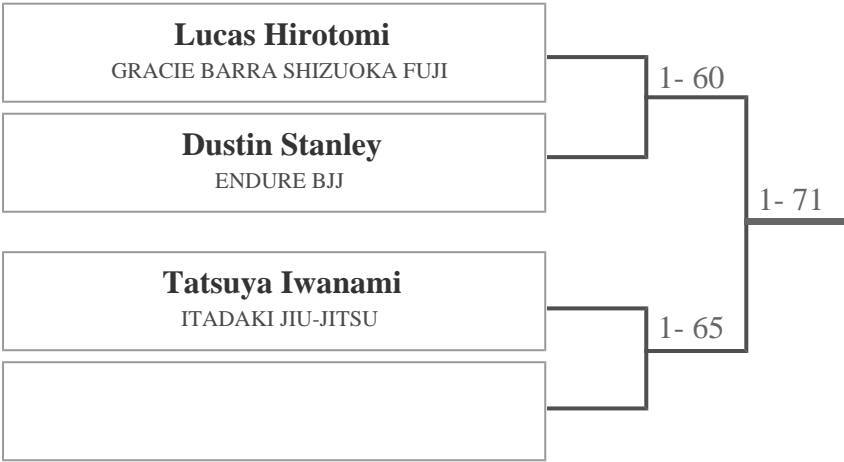 Lucas Hirotomi
GRACIE BARRA SHIZUOKA FUJI
1- 60
Dustin Stanley
ENDURE BJJ
1- 71
Tatsuya Iwanami
ITADAKI JIU-JITSU
1- 65